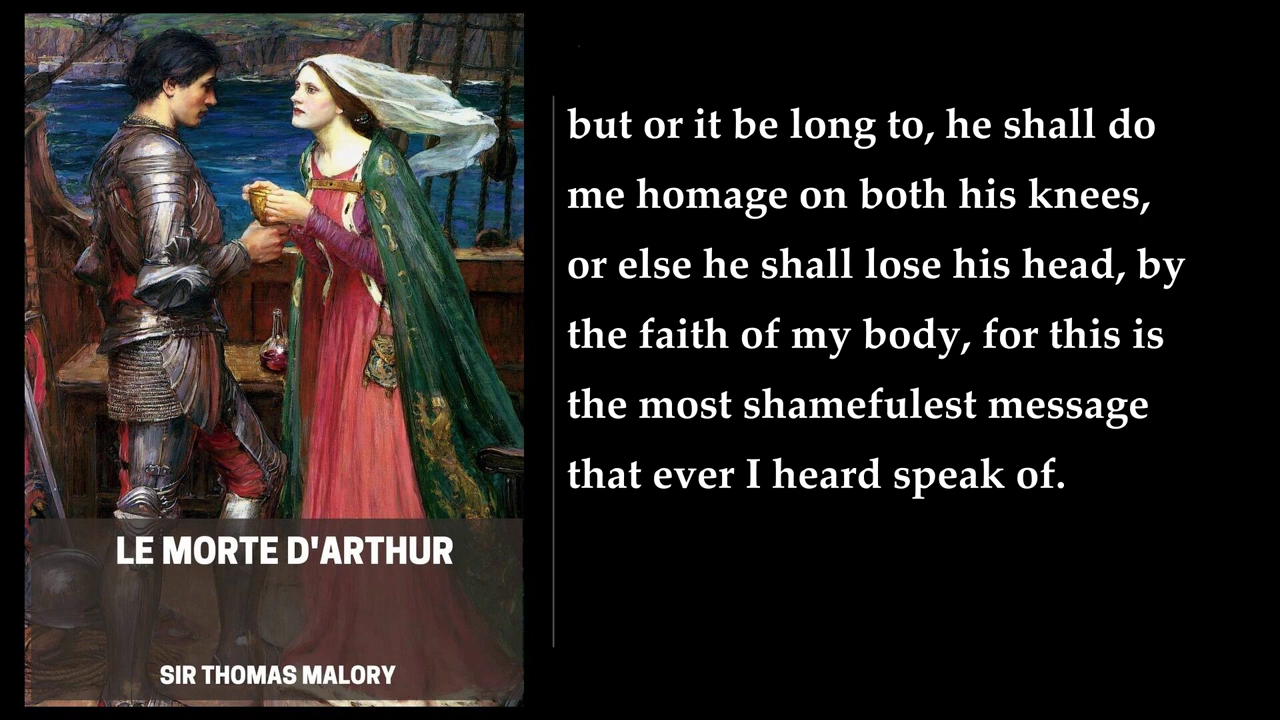 but or it be long to, he shall do
me homage on both his knees,
or else he shall lose his head, by
the faith of my body, for this is
the most shamefulest message
that ever I heard speak of.
LE MORTE D'ARTHUR
SIR THOMAS MALORY